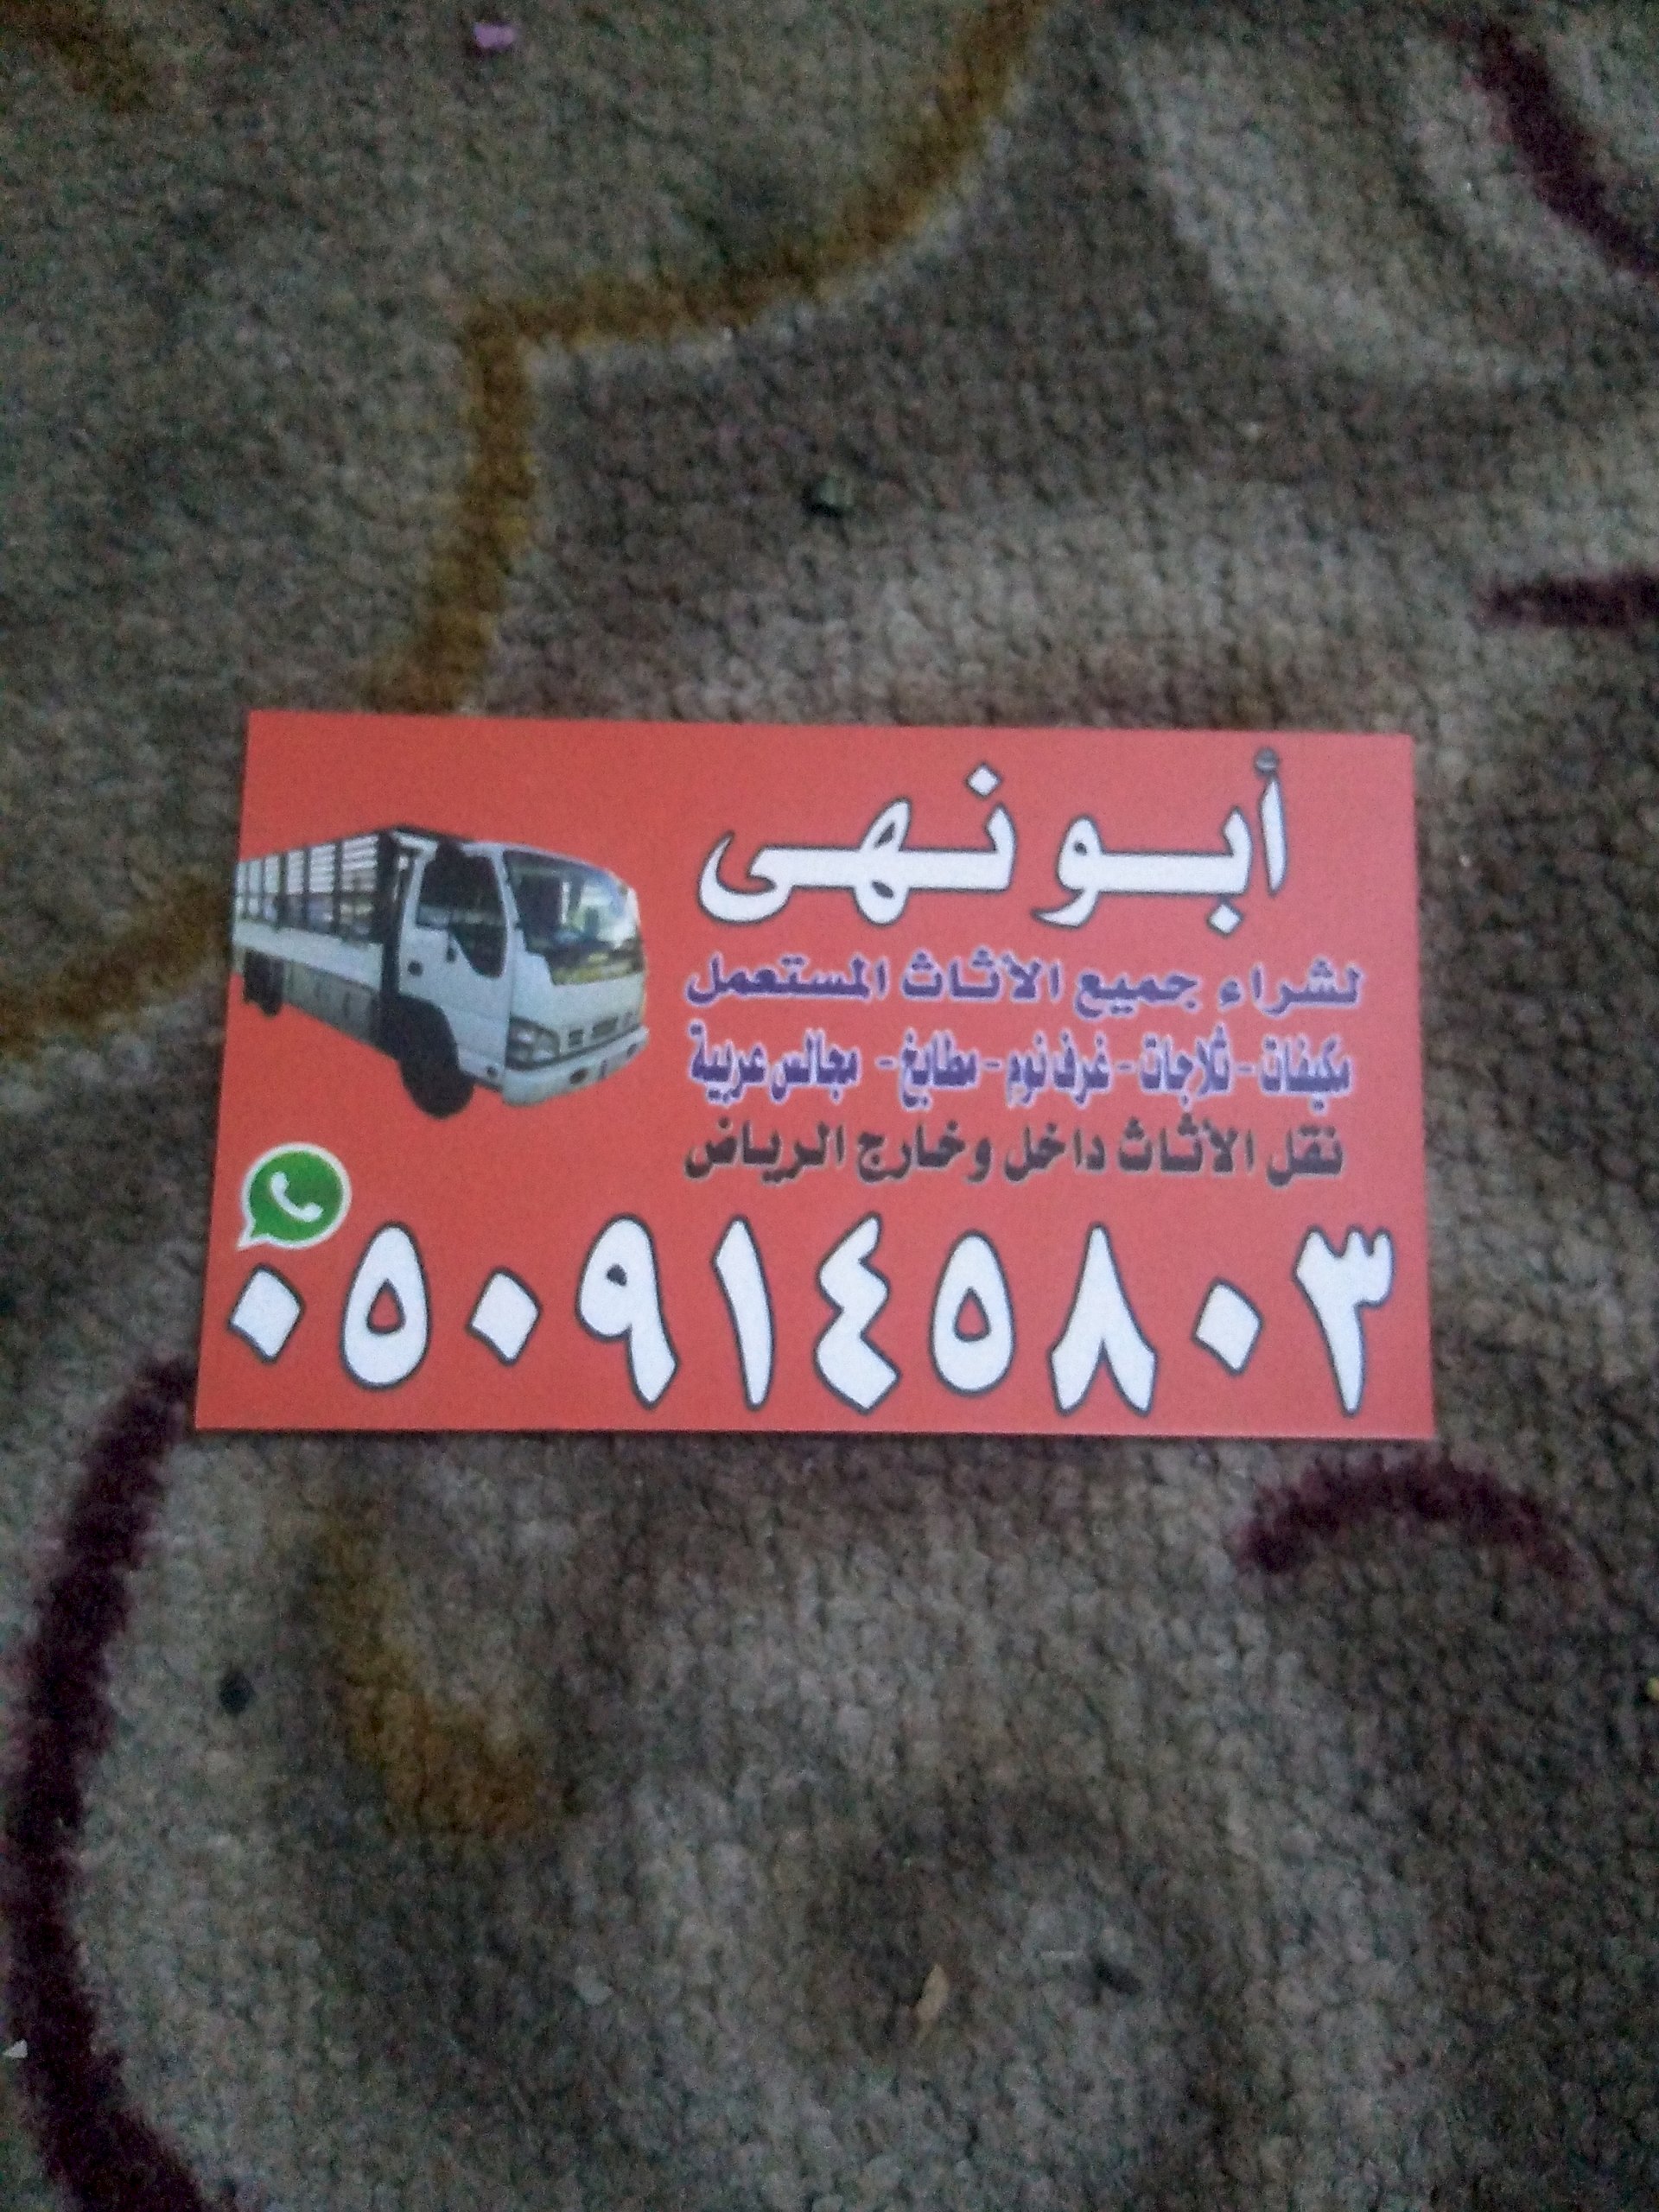 أبو نهى
لشراء جميع الأثاث المستعمل
مكيفات - ثلاجات - غرف نوم - مطابخ - مجالس عربية
نقل الأثاث داخل وخارج الرياض
٠٥٠٩١٤٥٨٠٣